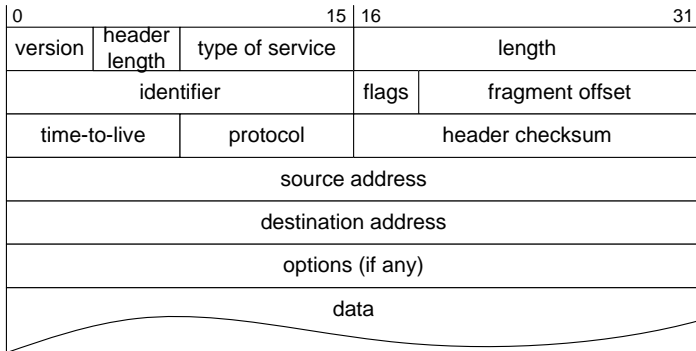 0 15 16 31
version header length type of service length
identifier flags fragment offset
time-to-live protocol header checksum
source address
destination address
options (if any)
data